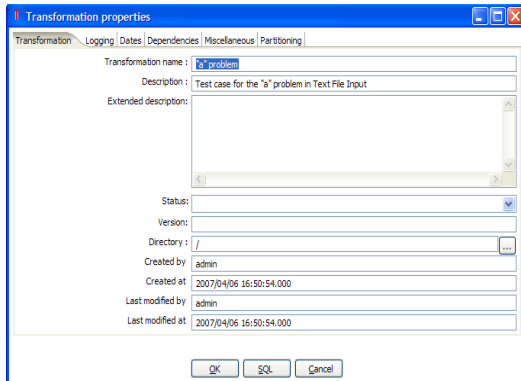 Transformation properties
Transformation Logging Dates Dependencies Miscellaneous Partitioning
Transformation name : "a" problem
Description : Test case for the "a" problem in Text File Input
Extended description:
Status:
Version:
Directory : / ...
Created by admin
Created at 2007/04/06 16:50:54.000
Last modified by admin
Last modified at 2007/04/06 16:50:54.000
OK SQL Cancel